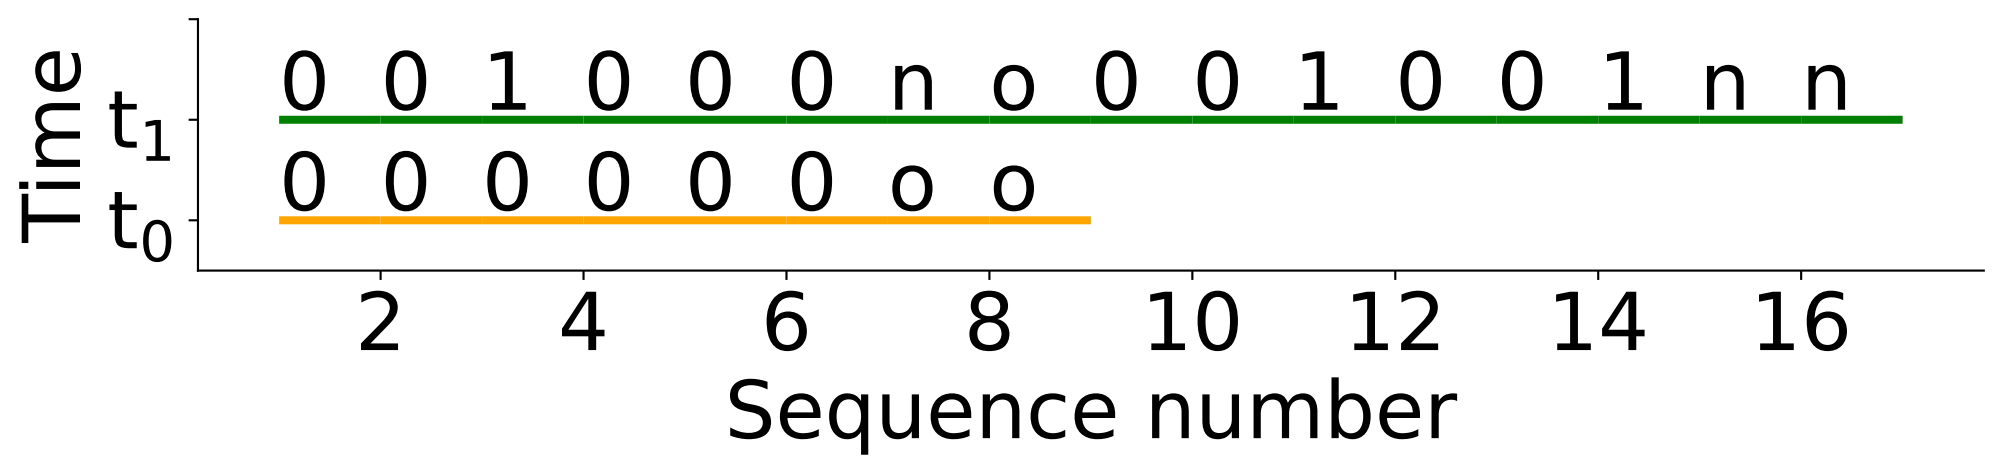 0 0 1 0 0 0 n o 0 0 1 0 0 1 n n
t1
0 0 0 0 0 0 o o
t0
Time
2 4 6 8 10 12 14 16
Sequence number